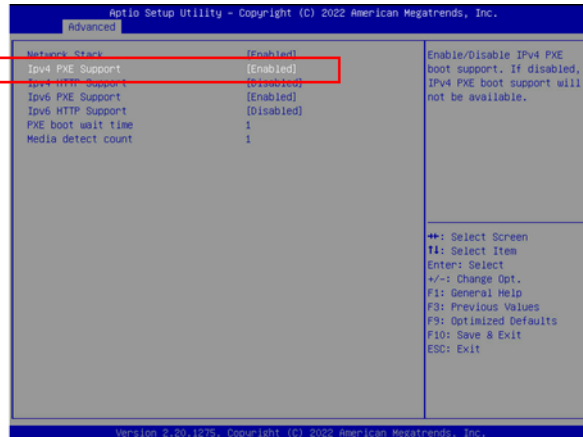 Aptio Setup Utility – Copyright (C) 2022 American Megatrends, Inc.
Advanced
Network Stack [Enabled]
Ipv4 PXE Support [Enabled]
Ipv4 HTTP Support [Disabled]
Ipv6 PXE Support [Enabled]
Ipv6 HTTP Support [Disabled]
PXE boot wait time 1
Media detect count 1
Enable/Disable IPv4 PXE
boot support. If disabled,
IPv4 PXE boot support will
not be available.
→←: Select Screen
↑↓: Select Item
Enter: Select
+/-: Change Opt.
F1: General Help
F3: Previous Values
F9: Optimized Defaults
F10: Save & Exit
ESC: Exit
Version 2.20.1275. Copyright (C) 2022 American Megatrends, Inc.